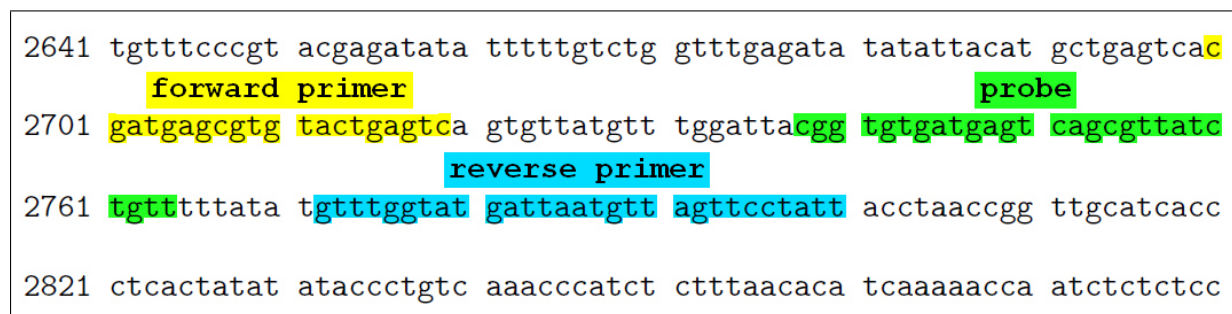 2641 tgtttcccgt acgagatata tttttgtctg gtttgagata tatattacat gctgagtcac
forward primer probe
2701 gatgagcgtg tactgagtca gtgttatgtt tggattacgg tgtgatgagt cagcgttatc
reverse primer
2761 tgttttttata tgtttggtat gattaatgtt agttcctatt acctaaccgg ttgcatcacc
2821 ctcactatat ataccctgtc aaacccatct ctttaacaca tcaaaaacca atctctctcc